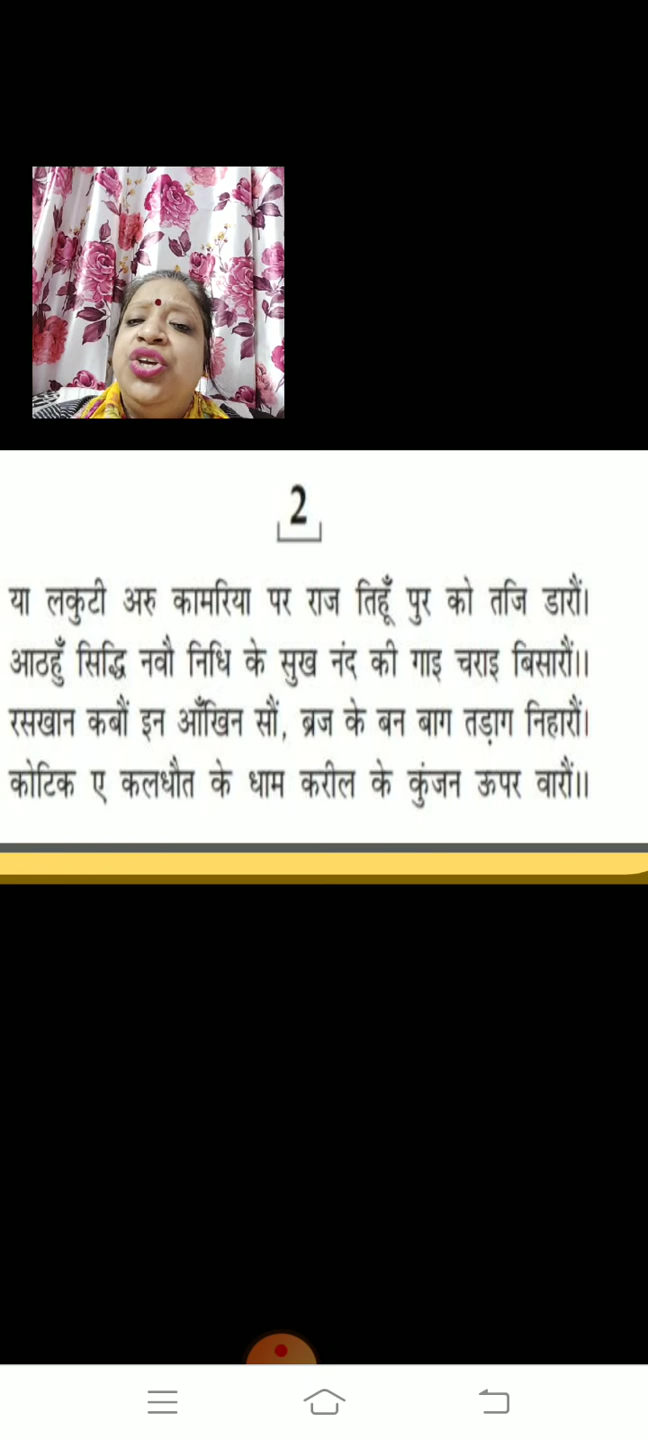 2
या लकुटी अरु कामरिया पर राज तिहूँ पुर को तजि डारौं।
आठहुँ सिद्धि नवौ निधि के सुख नंद की गाइ चराइ बिसारौं।।
रसखान कबौं इन आँखिन सौं, ब्रज के बन बाग तड़ाग निहारौं।
कोटिक ए कलधौत के धाम करील के कुंजन ऊपर वारौं।।